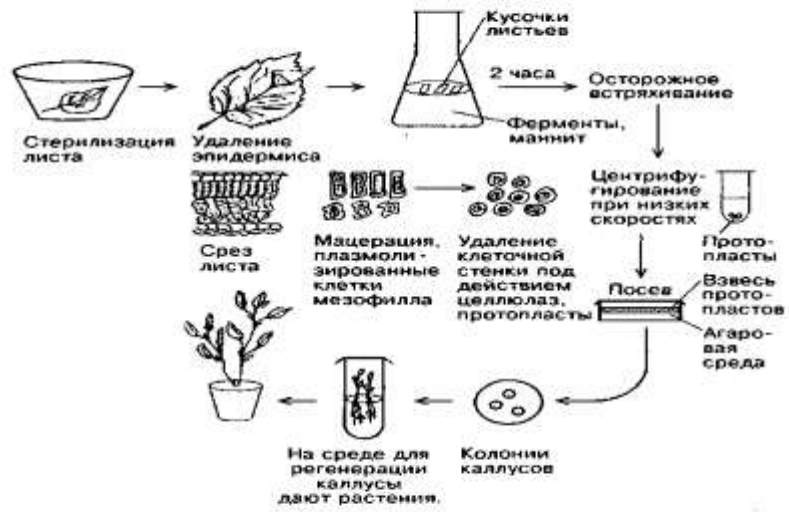 Кусочки
листьев
2 часа
Осторожное
встряхивание
Ферменты,
маннит
Стерилизация
листа
Удаление
эпидермиса
Центрифу-
гирование
при низких
скоростях
Прото-
пласты
Срез
листа
Мацерация,
плазмоли-
зированные
клетки
мезофилла
Удаление
клеточной
стенки под
действием
целлюлаз,
протопласты
Посев
Взвесь
прото-
пластов
Агаро-
вая
среда
На среде для
регенерации
каллусы
дают растения.
Колонии
каллусов